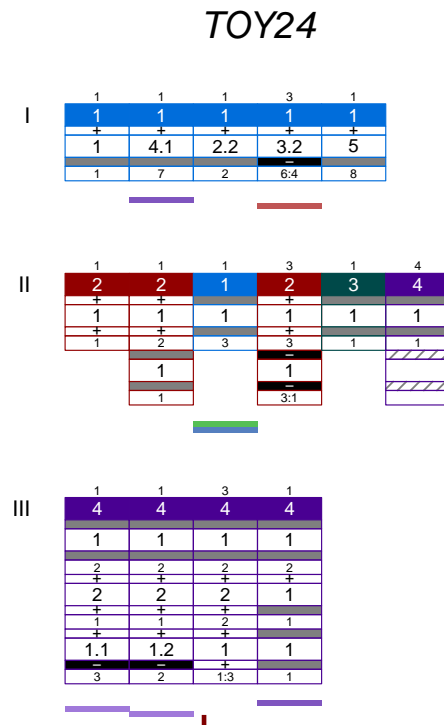 TOY24
1 1 1 3 1
I
1 1 1 1 1
+ + + + +
1 4.1 2.2 3.2 5
–
1 7 2 6:4 8
1 1 1 3 1 4
II
2 2 1 2 3 4
+ + +
1 1 1 1 1 1
+ + +
1 2 3 3 1 1
–
1 1
–
1 3:1
1 1 3 1
III
4 4 4 4
1 1 1 1
2 2 2 2
+ + + +
2 2 2 1
+ + +
1 1 2 1
+ + +
1.1 1.2 1 1
– – +
3 2 1:3 1